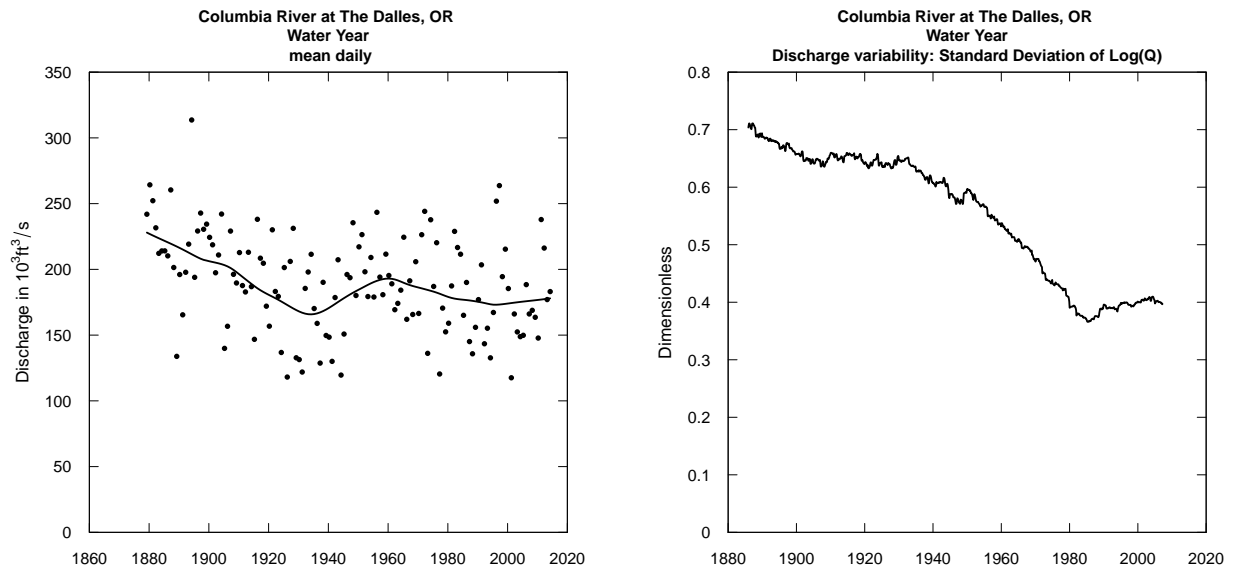 Columbia River at The Dalles, OR
Water Year
mean daily
350
300
250
200
150
100
50
0
Discharge in 10³ft³/s
1860 1880 1900 1920 1940 1960 1980 2000 2020
Columbia River at The Dalles, OR
Water Year
Discharge variability: Standard Deviation of Log(Q)
0.8
0.7
0.6
0.5
0.4
0.3
0.2
0.1
0
Dimensionless
1880 1900 1920 1940 1960 1980 2000 2020